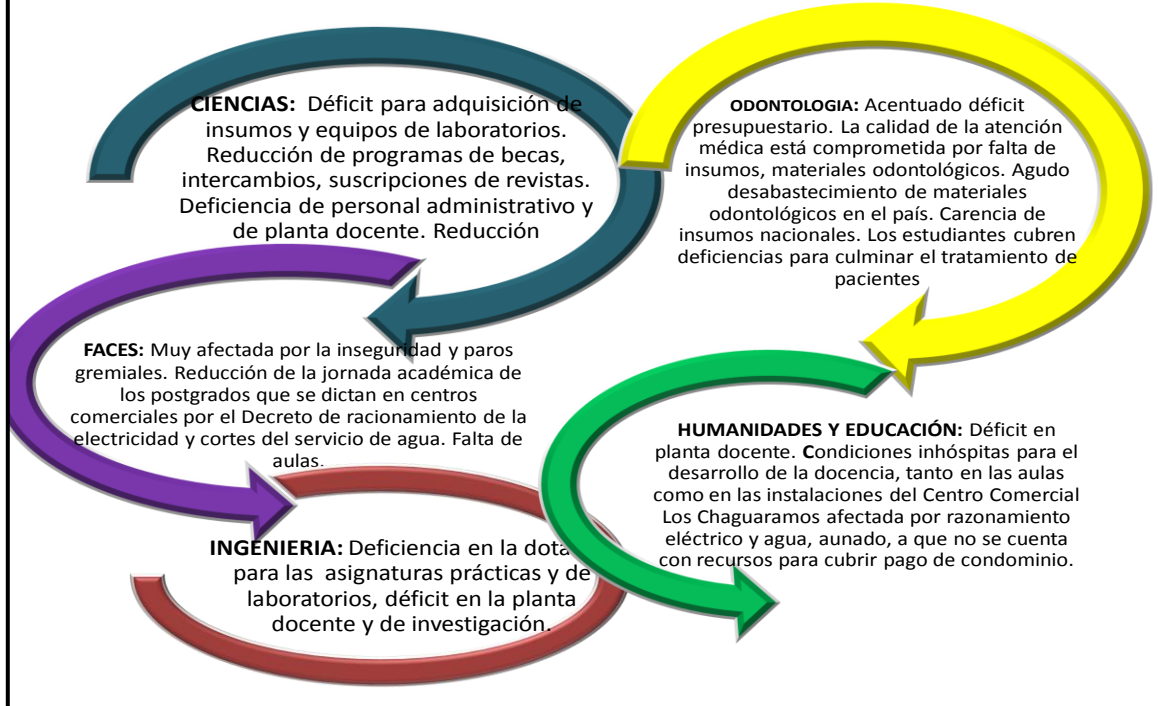 CIENCIAS: Déficit para adquisición de
insumos y equipos de laboratorios.
Reducción de programas de becas,
intercambios, suscripciones de revistas.
Deficiencia de personal administrativo y
de planta docente. Reducción
ODONTOLOGIA: Acentuado déficit
presupuestario. La calidad de la atención
médica está comprometida por falta de
insumos, materiales odontológicos. Agudo
desabastecimiento de materiales
odontológicos en el país. Carencia de
insumos nacionales. Los estudiantes cubren
deficiencias para culminar el tratamiento de
pacientes
FACES: Muy afectada por la inseguridad y paros
gremiales. Reducción de la jornada académica de
los postgrados que se dictan en centros
comerciales por el Decreto de racionamiento de la
electricidad y cortes del servicio de agua. Falta de
aulas.
HUMANIDADES Y EDUCACIÓN: Déficit en
planta docente. Condiciones inhóspitas para el
desarrollo de la docencia, tanto en las aulas
como en las instalaciones del Centro Comercial
Los Chaguaramos afectada por razonamiento
eléctrico y agua, aunado, a que no se cuenta
con recursos para cubrir pago de condominio.
INGENIERIA: Deficiencia en la
para las asignaturas prácticas y de
laboratorios, déficit en la planta
docente y de investigación.